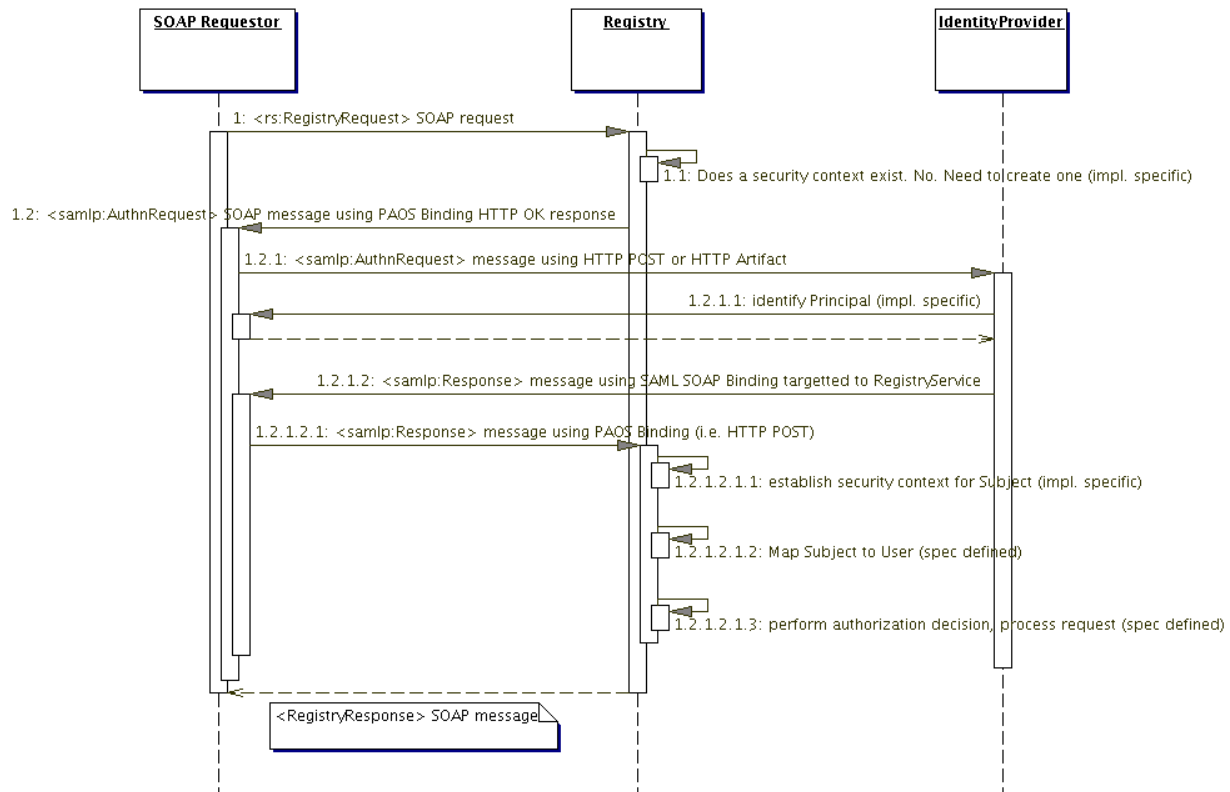 SOAP Requestor
Registry
IdentityProvider
1: <rs:RegistryRequest> SOAP request
1.1: Does a security context exist. No. Need to create one (impl. specific)
1.2: <samlp:AuthnRequest> SOAP message using PAOS Binding HTTP OK response
1.2.1: <samlp:AuthnRequest> message using HTTP POST or HTTP Artifact
1.2.1.1: identify Principal (impl. specific)
1.2.1.2: <samlp:Response> message using SAML SOAP Binding targetted to RegistryService
1.2.1.2.1: <samlp:Response> message using PAOS Binding (i.e. HTTP POST)
1.2.1.2.1.1: establish security context for Subject (impl. specific)
1.2.1.2.1.2: Map Subject to User (spec defined)
1.2.1.2.1.3: perform authorization decision, process request (spec defined)
<RegistryResponse> SOAP message